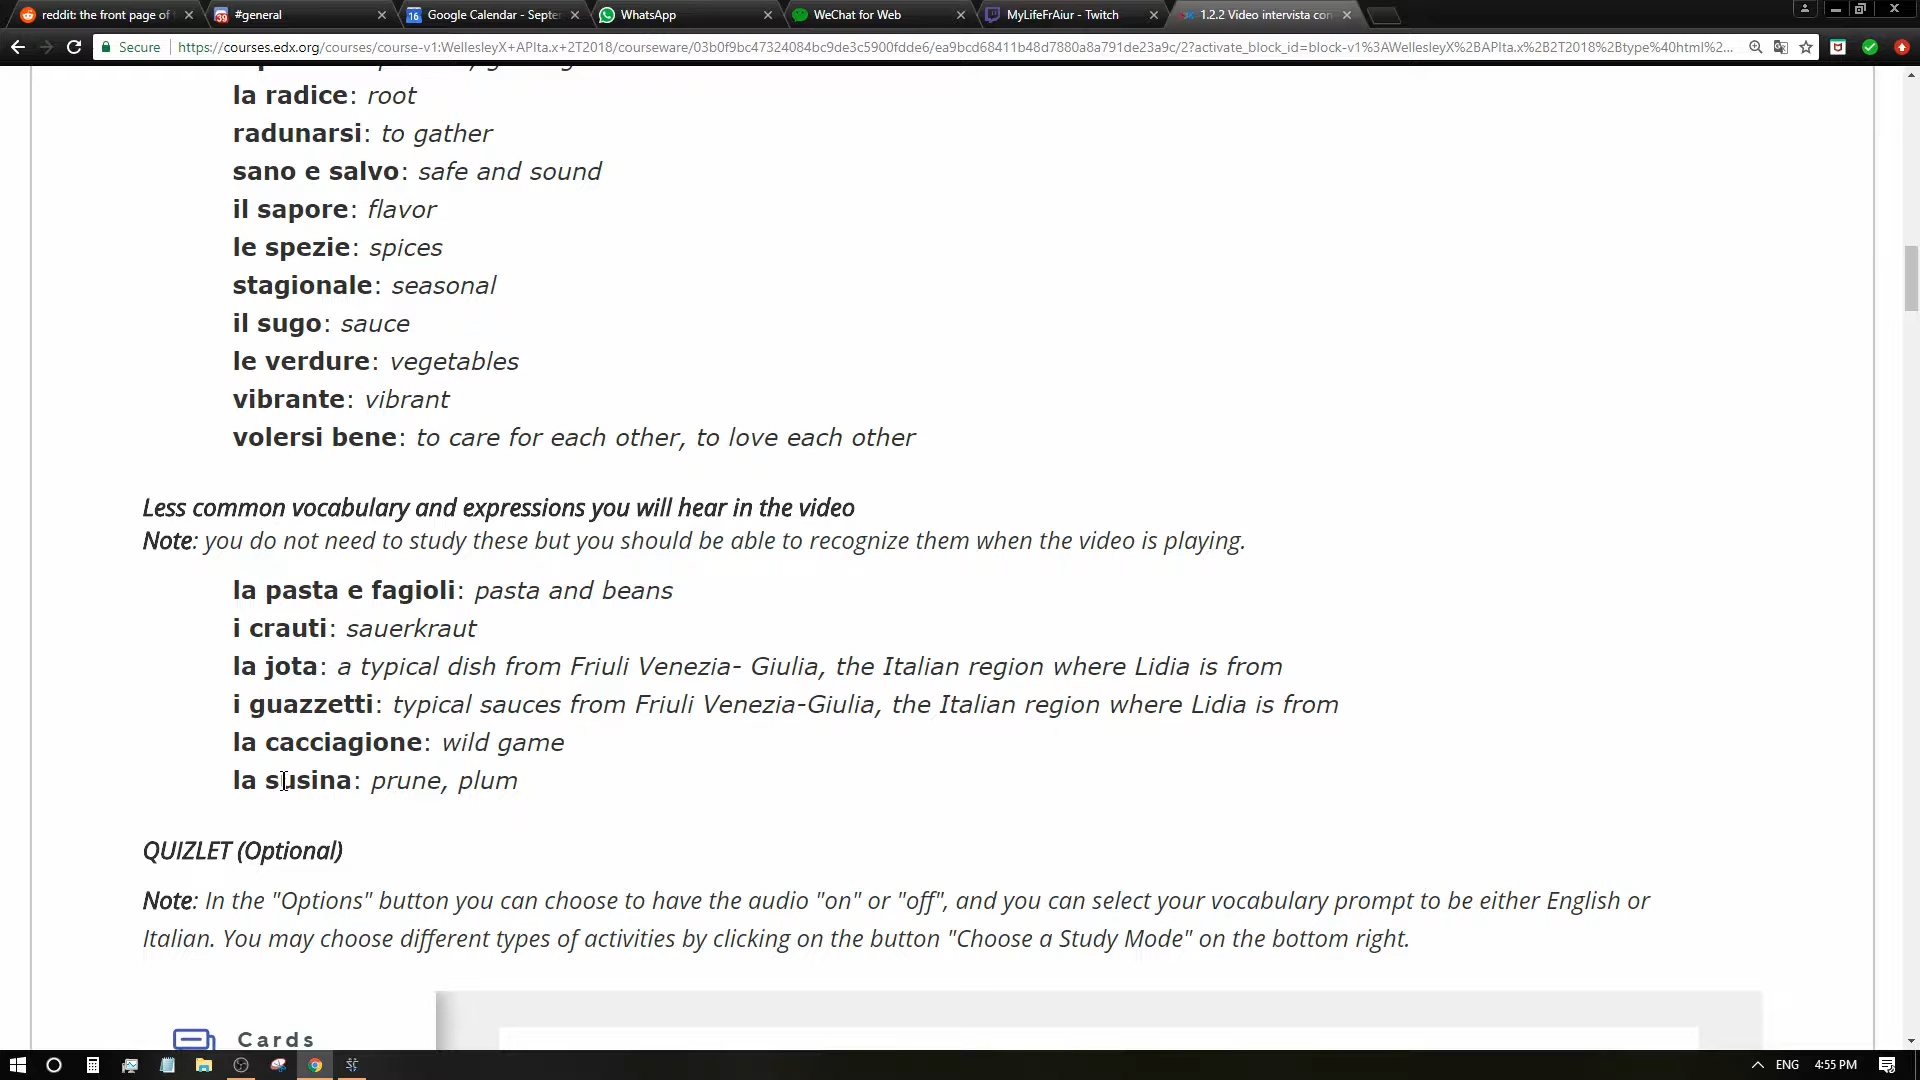 reddit: the front page of
#general
Google Calendar - Septe
WhatsApp
WeChat for Web
MyLifeFrAiur - Twitch
1.2.2 Video intervista con
Secure
https://courses.edx.org/courses/course-v1:WellesleyX+APIta.x+2T2018/courseware/03b0f9bc47324084bc9de3c5900fdde6/ea9bcd68411b48d7880a8a791de23a9c/2?activate_block_id=block-v1%3AWellesleyX%2BAPIta.x%2B2T2018%2Btype%40html%2...
la radice: root
radunarsi: to gather
sano e salvo: safe and sound
il sapore: flavor
le spezie: spices
stagionale: seasonal
il sugo: sauce
le verdure: vegetables
vibrante: vibrant
volersi bene: to care for each other, to love each other
Less common vocabulary and expressions you will hear in the video
Note: you do not need to study these but you should be able to recognize them when the video is playing.
la pasta e fagioli: pasta and beans
i crauti: sauerkraut
la jota: a typical dish from Friuli Venezia- Giulia, the Italian region where Lidia is from
i guazzetti: typical sauces from Friuli Venezia-Giulia, the Italian region where Lidia is from
la cacciagione: wild game
la susina: prune, plum
QUIZLET (Optional)
Note: In the "Options" button you can choose to have the audio "on" or "off", and you can select your vocabulary prompt to be either English or
Italian. You may choose different types of activities by clicking on the button "Choose a Study Mode" on the bottom right.
Cards
ENG
4:55 PM